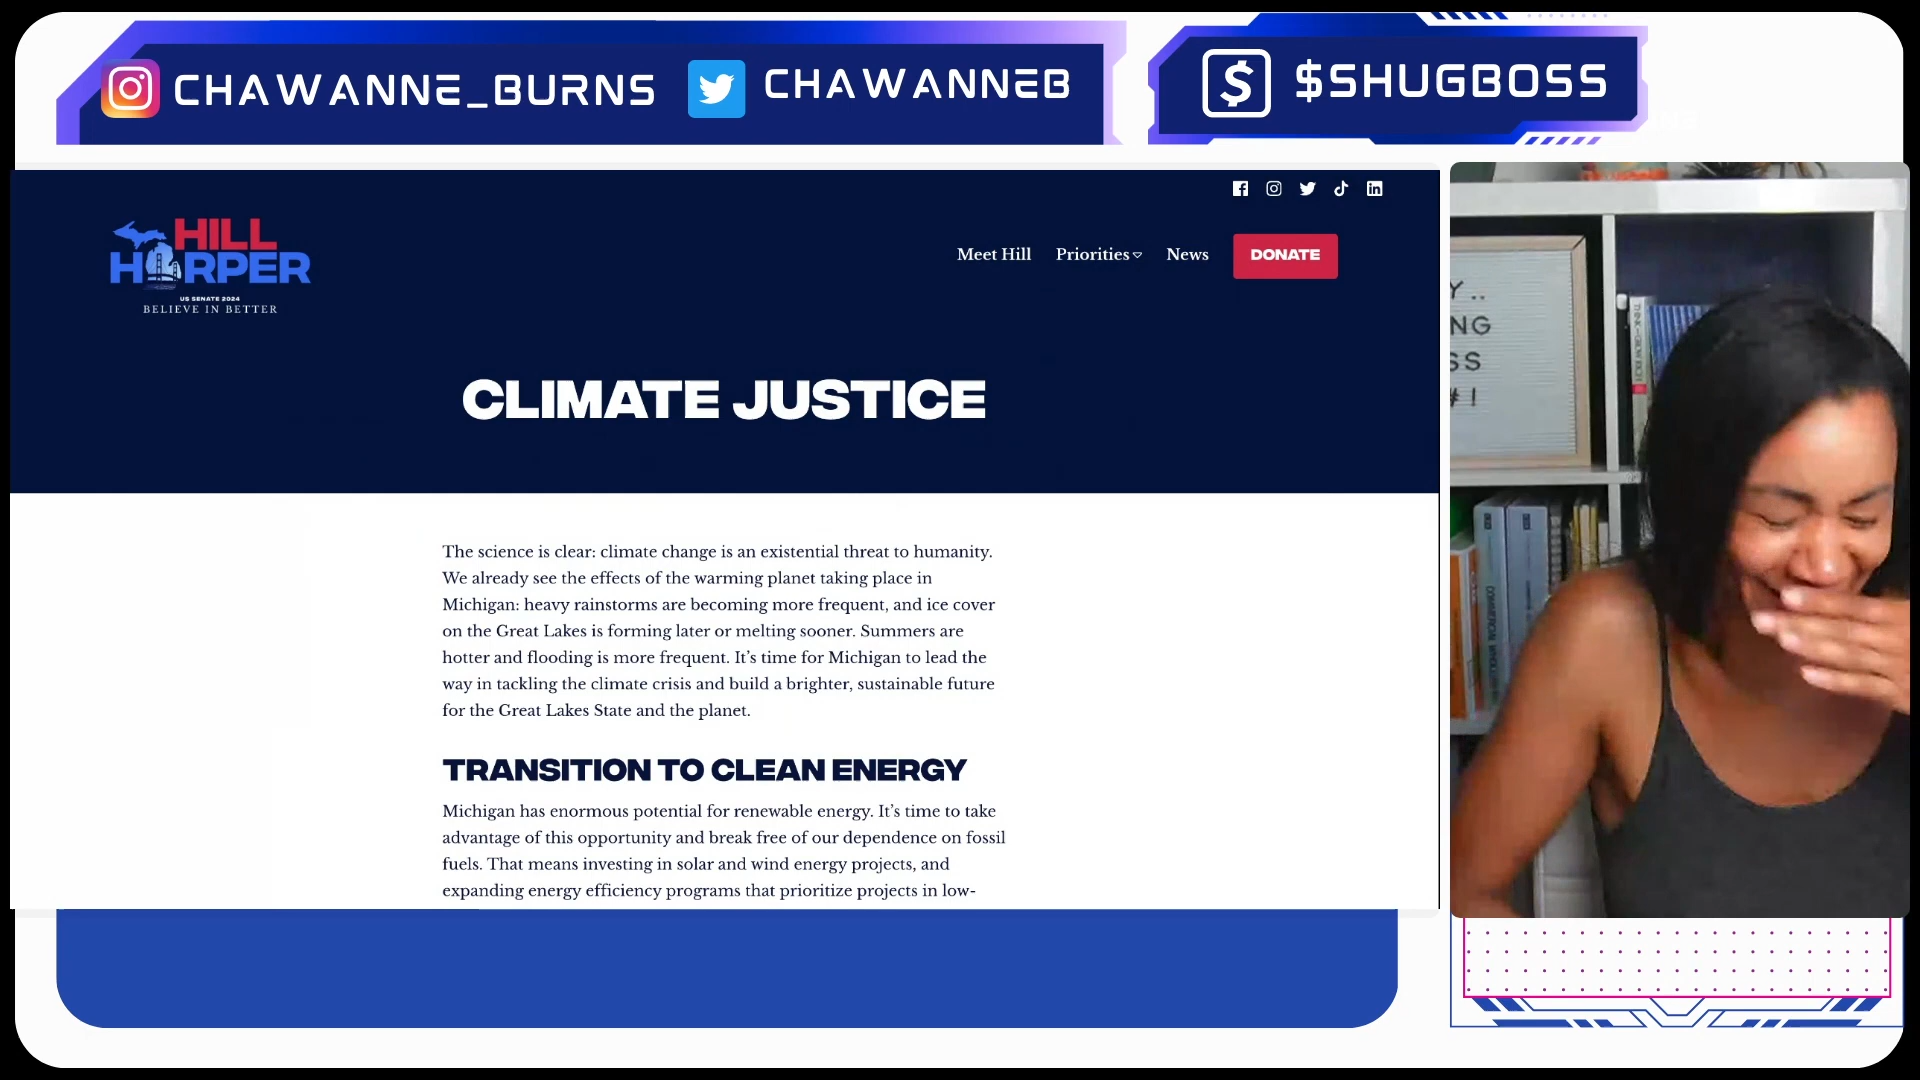 CHAWANNE_BURNS
CHAWANNEB
$SHUGBOSS
HILL
HARPER
US SENATE 2024
BELIEVE IN BETTER
Meet Hill
Priorities
News
DONATE
CLIMATE JUSTICE
The science is clear: climate change is an existential threat to humanity.
We already see the effects of the warming planet taking place in
Michigan: heavy rainstorms are becoming more frequent, and ice cover
on the Great Lakes is forming later or melting sooner. Summers are
hotter and flooding is more frequent. It’s time for Michigan to lead the
way in tackling the climate crisis and build a brighter, sustainable future
for the Great Lakes State and the planet.
TRANSITION TO CLEAN ENERGY
Michigan has enormous potential for renewable energy. It’s time to take
advantage of this opportunity and break free of our dependence on fossil
fuels. That means investing in solar and wind energy projects, and
expanding energy efficiency programs that prioritize projects in low-
Y..
NG
SS
#!